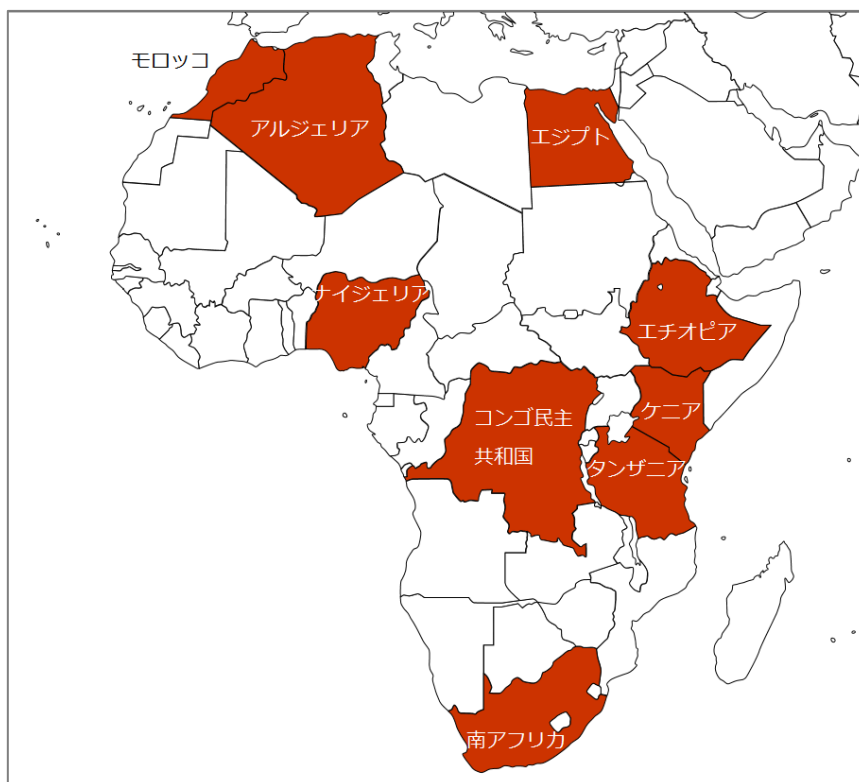 モロッコ
アルジェリア
エジプト
ナイジェリア
エチオピア
コンゴ民主
共和国
ケニア
タンザニア
南アフリカ